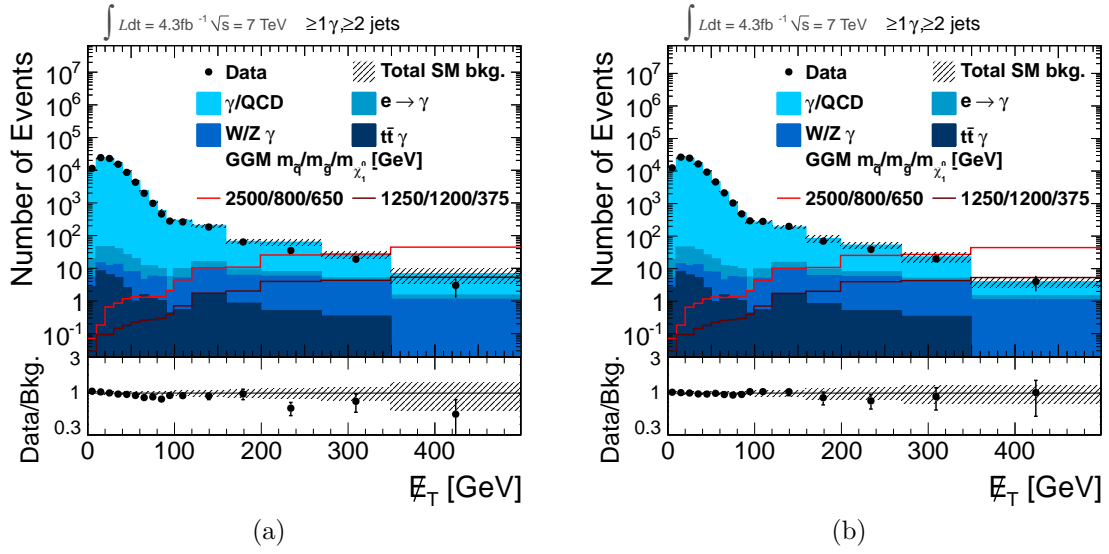 ∫ Ldt = 4.3fb⁻¹ √s = 7 TeV ≥1γ,≥2 jets
Number of Events
10⁷
10⁶
10⁵
10⁴
10³
10²
10
1
10⁻¹
Data
Total SM bkg.
γ/QCD
e → γ
W/Z γ
tt̄ γ
GGM m_q̃/m_g̃/m_χ̃₁⁰ [GeV]
2500/800/650
1250/1200/375
Data/Bkg.
3
1
0.3
0 100 200 300 400
E̸_T [GeV]
(a)
∫ Ldt = 4.3fb⁻¹ √s = 7 TeV ≥1γ,≥2 jets
Number of Events
10⁷
10⁶
10⁵
10⁴
10³
10²
10
1
10⁻¹
Data
Total SM bkg.
γ/QCD
e → γ
W/Z γ
tt̄ γ
GGM m_q̃/m_g̃/m_χ̃₁⁰ [GeV]
2500/800/650
1250/1200/375
Data/Bkg.
3
1
0.3
0 100 200 300 400
E̸_T [GeV]
(b)